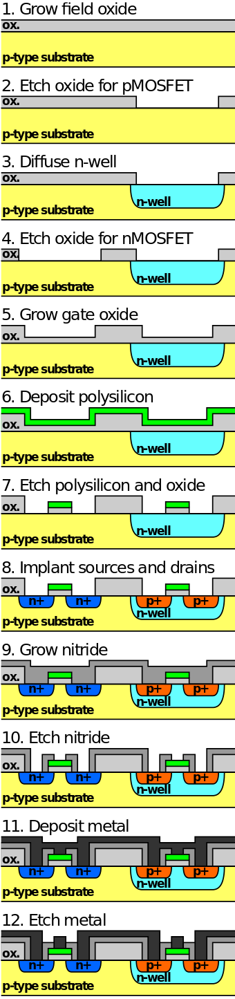 1. Grow field oxide
ox.
p-type substrate
2. Etch oxide for pMOSFET
ox.
p-type substrate
3. Diffuse n-well
ox.
n-well
p-type substrate
4. Etch oxide for nMOSFET
ox.
n-well
p-type substrate
5. Grow gate oxide
ox.
n-well
p-type substrate
6. Deposit polysilicon
ox.
n-well
p-type substrate
7. Etch polysilicon and oxide
ox.
n-well
p-type substrate
8. Implant sources and drains
ox.
n+ n+ p+ p+
n-well
p-type substrate
9. Grow nitride
ox.
n+ n+ p+ p+
n-well
p-type substrate
10. Etch nitride
ox.
n+ n+ p+ p+
n-well
p-type substrate
11. Deposit metal
ox.
n+ n+ p+ p+
n-well
p-type substrate
12. Etch metal
ox.
n+ n+ p+ p+
n-well
p-type substrate